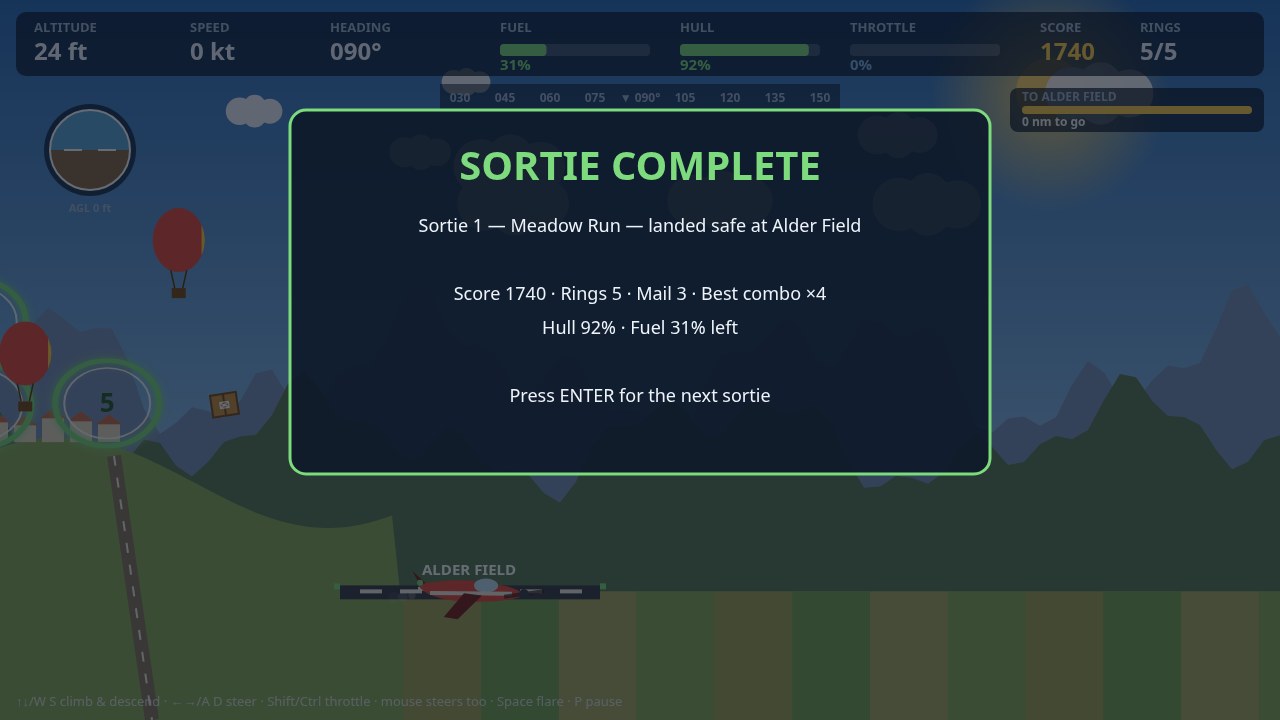 ALTITUDE SPEED HEADING FUEL HULL THROTTLE SCORE RINGS
24 ft 0 kt 090° 1740 5/5
31% 92% 0%
030 045 060 075 ▼ 090° 105 120 135 150
TO ALDER FIELD
0 nm to go
AGL 0 ft
SORTIE COMPLETE
Sortie 1 — Meadow Run — landed safe at Alder Field
Score 1740 · Rings 5 · Mail 3 · Best combo ×4
Hull 92% · Fuel 31% left
Press ENTER for the next sortie
5
ALDER FIELD
↑↓/W S climb & descend · ←→/A D steer · Shift/Ctrl throttle · mouse steers too · Space flare · P pause